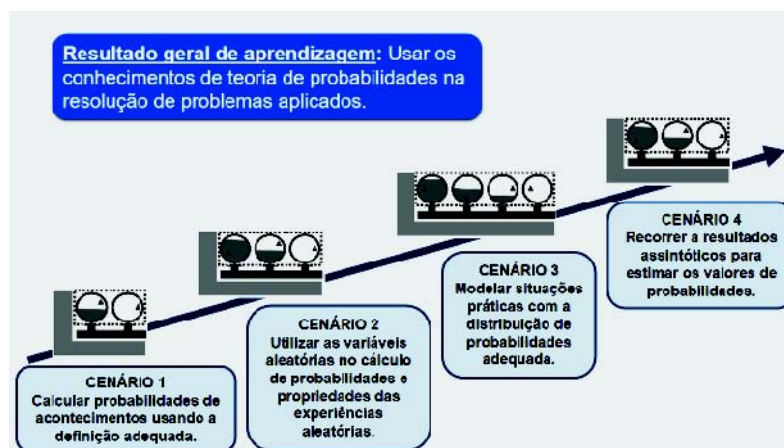 Resultado geral de aprendizagem: Usar os
conhecimentos de teoria de probabilidades na
resolução de problemas aplicados.
CENÁRIO 1
Calcular probabilidades de
acontecimentos usando a
definição adequada.
CENÁRIO 2
Utilizar as variáveis
aleatórias no cálculo
de probabilidades e
propriedades das
experiências
aleatórias.
CENÁRIO 3
Modelar situações
práticas com a
distribuição de
probabilidades
adequada.
CENÁRIO 4
Recorrer a resultados
assintóticos para
estimar os valores de
probabilidades.